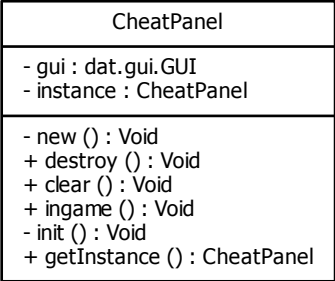 CheatPanel
- gui : dat.gui.GUI
- instance : CheatPanel
- new () : Void
+ destroy () : Void
+ clear () : Void
+ ingame () : Void
- init () : Void
+ getInstance () : CheatPanel